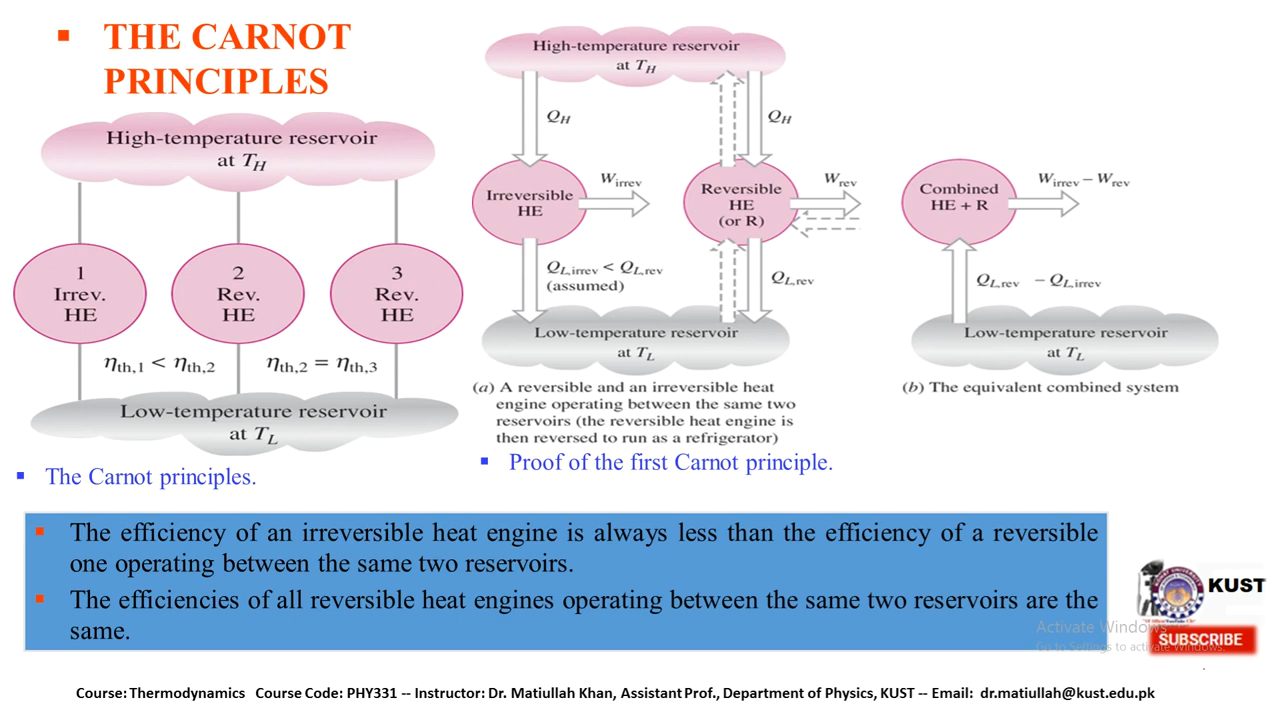 ▪ THE CARNOT
PRINCIPLES
High-temperature reservoir
at T_H
1
Irrev.
HE
2
Rev.
HE
3
Rev.
HE
η_th,1 < η_th,2
η_th,2 = η_th,3
Low-temperature reservoir
at T_L
▪ The Carnot principles.
High-temperature reservoir
at T_H
Q_H
Q_H
Irreversible
HE
W_irrev
Reversible
HE
(or R)
W_rev
Q_L,irrev < Q_L,rev
(assumed)
Q_L,rev
Low-temperature reservoir
at T_L
(a) A reversible and an irreversible heat
engine operating between the same two
reservoirs (the reversible heat engine is
then reversed to run as a refrigerator)
▪ Proof of the first Carnot principle.
Combined
HE + R
W_irrev – W_rev
Q_L,rev – Q_L,irrev
Low-temperature reservoir
at T_L
(b) The equivalent combined system
▪ The efficiency of an irreversible heat engine is always less than the efficiency of a reversible
one operating between the same two reservoirs.
▪ The efficiencies of all reversible heat engines operating between the same two reservoirs are the
same.
KUST
Activate Windows
Go to Settings to activate Windows.
SUBSCRIBE
Course: Thermodynamics Course Code: PHY331 -- Instructor: Dr. Matiullah Khan, Assistant Prof., Department of Physics, KUST -- Email: dr.matiullah@kust.edu.pk